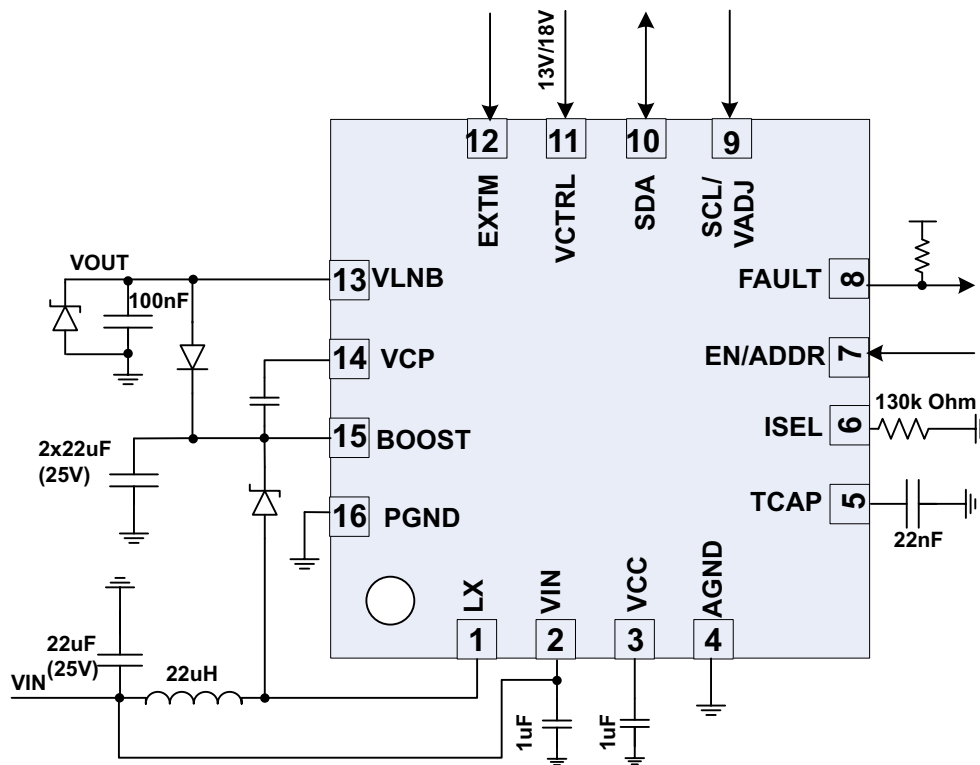 13V/18V
12
11
10
9
EXTM
VCTRL
SDA
SCL/
VADJ
VOUT
100nF
13
VLNB
FAULT
8
14
VCP
EN/ADDR
7
130k Ohm
2x22uF
(25V)
15
BOOST
ISEL
6
16
PGND
TCAP
5
22nF
LX
VIN
VCC
AGND
1
2
3
4
22uF
(25V)
VIN
22uH
1uF
1uF